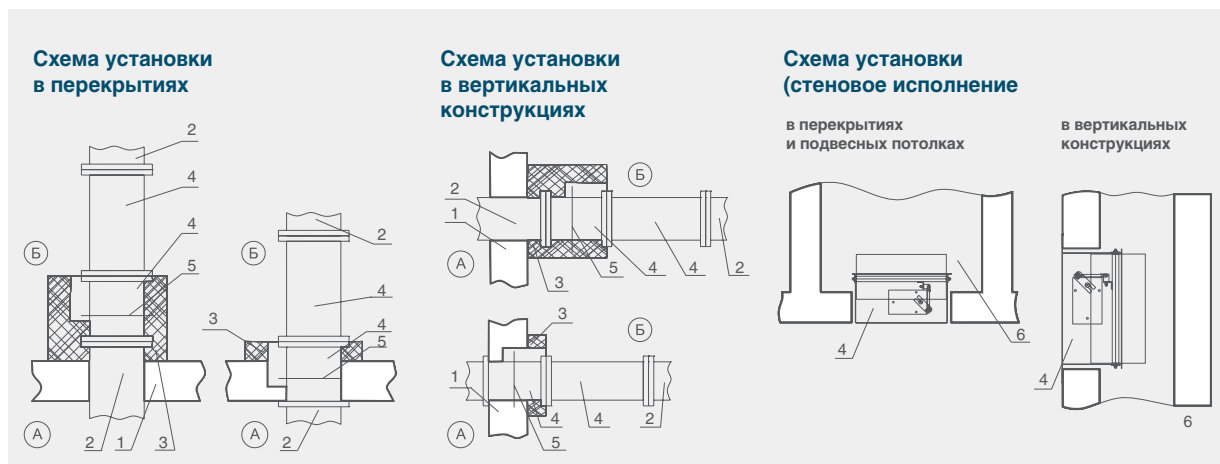 Схема установки
в перекрытиях
2
4
4
Б
5
А
2
1
3
Б
2
4
3
4
5
А
2
Схема установки
в вертикальных
конструкциях
Б
2
1
А
3
5
4
4
2
3
Б
1
А
4
4
2
5
Схема установки
(стеновое исполнение
в перекрытиях
и подвесных потолках
4
6
в вертикальных
конструкциях
4
6